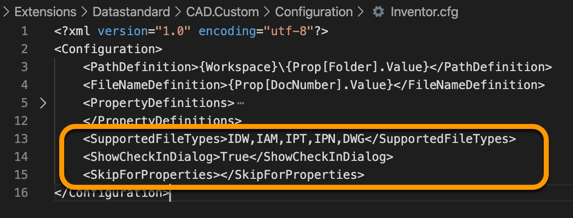 > Extensions > Datastandard > CAD.Custom > Configuration > Inventor.cfg
1 <?xml version="1.0" encoding="utf-8"?>
2 <Configuration>
3 <PathDefinition>{Workspace}\{Prop[Folder].Value}</PathDefinition>
4 <FileNameDefinition>{Prop[DocNumber].Value}</FileNameDefinition>
5 > <PropertyDefinitions>⋯
12 </PropertyDefinitions>
13 <SupportedFileTypes>IDW,IAM,IPT,IPN,DWG</SupportedFileTypes>
14 <ShowCheckInDialog>True</ShowCheckInDialog>
15 <SkipForProperties></SkipForProperties>
16 </Configuration>